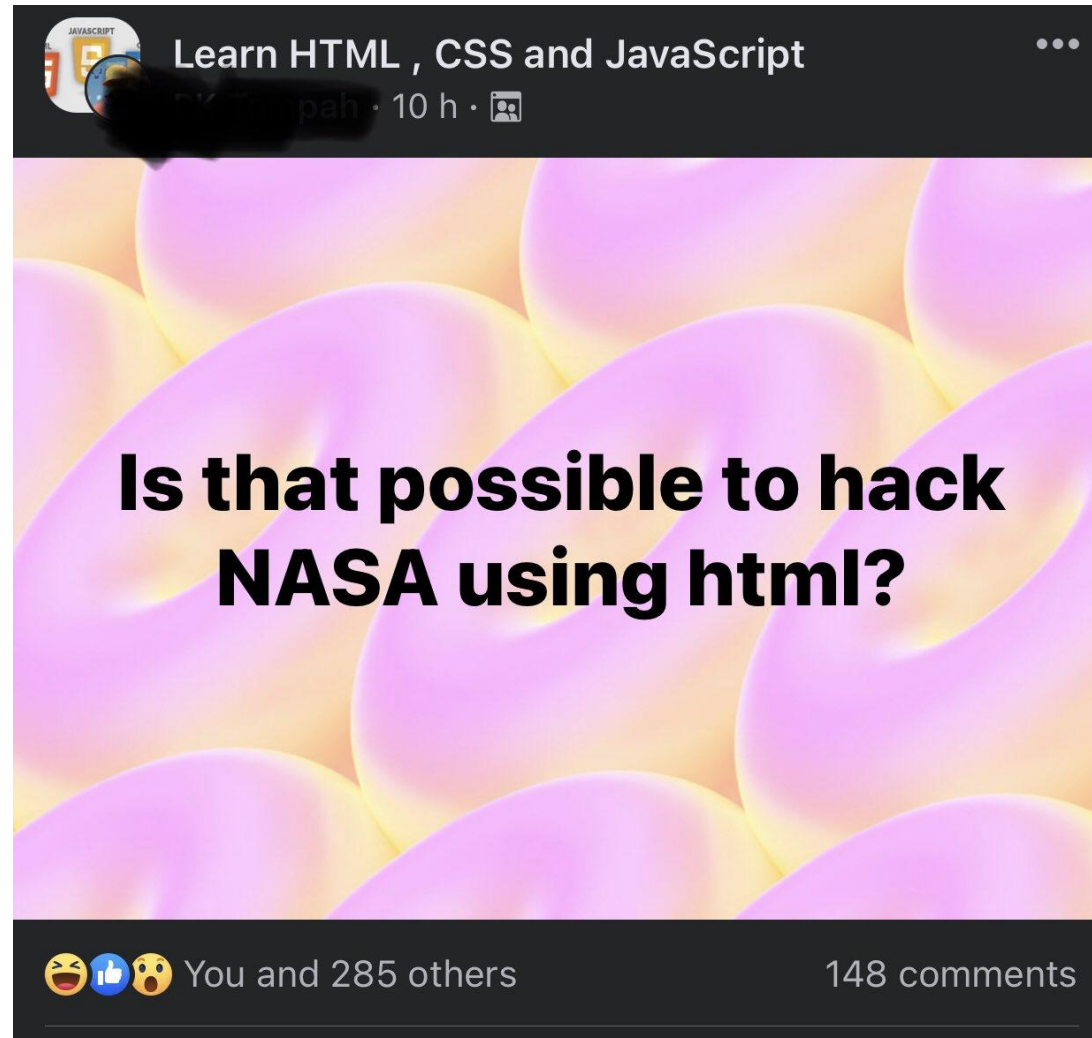 JAVASCRIPT
Learn HTML , CSS and JavaScript
· 10 h ·
Is that possible to hack
NASA using html?
You and 285 others
148 comments